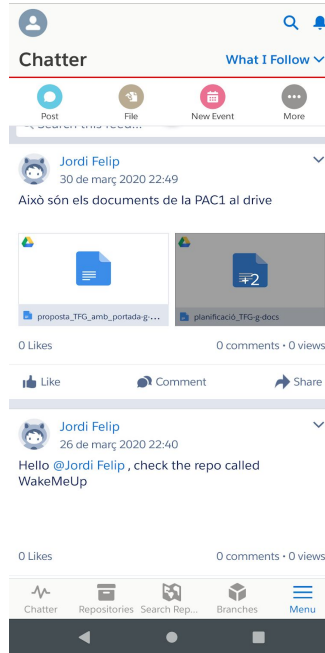 Chatter
What I Follow
Post
File
New Event
More
Search this feed...
Jordi Felip
30 de març 2020 22:49
Això són els documents de la PAC1 al drive
+2
proposta_TFG_amb_portada-g-...
planificació_TFG-g-docs
0 Likes
0 comments • 0 views
Like
Comment
Share
Jordi Felip
26 de març 2020 22:40
Hello @Jordi Felip , check the repo called
WakeMeUp
0 Likes
0 comments • 0 views
Chatter
Repositories
Search Rep...
Branches
Menu